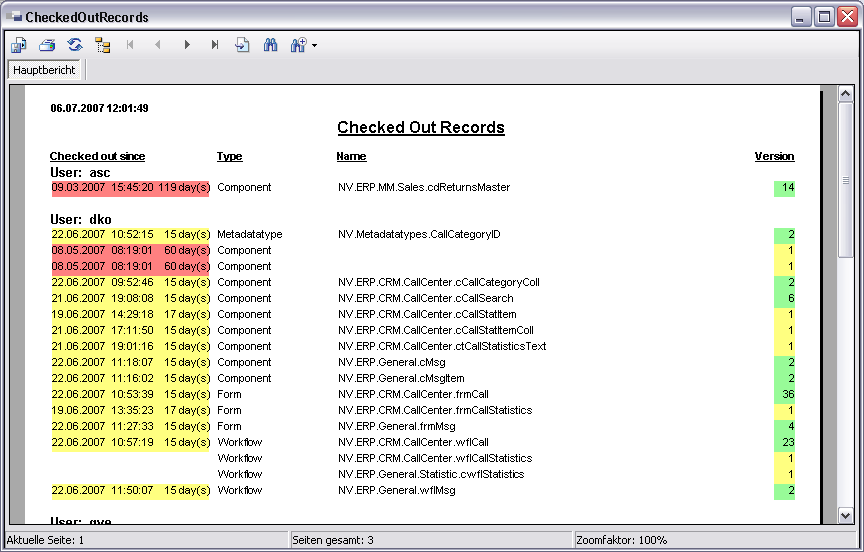 CheckedOutRecords
Hauptbericht
06.07.2007 12:01:49
Checked Out Records
Checked out since Type Name Version
User: asc
09.03.2007 15:45:20 119 day(s) Component NV.ERP.MM.Sales.cdReturnsMaster 14
User: dko
22.06.2007 10:52:15 15 day(s) Metadatatype NV.Metadatatypes.CallCategoryID 2
08.05.2007 08:19:01 60 day(s) Component 1
08.05.2007 08:19:01 60 day(s) Component 1
22.06.2007 09:52:46 15 day(s) Component NV.ERP.CRM.CallCenter.cCallCategoryColl 2
21.06.2007 19:08:08 15 day(s) Component NV.ERP.CRM.CallCenter.cCallSearch 6
19.06.2007 14:29:18 17 day(s) Component NV.ERP.CRM.CallCenter.cCallStatItem 1
21.06.2007 17:11:50 15 day(s) Component NV.ERP.CRM.CallCenter.cCallStatItemColl 1
21.06.2007 19:01:16 15 day(s) Component NV.ERP.CRM.CallCenter.ctCallStatisticsText 1
22.06.2007 11:18:07 15 day(s) Component NV.ERP.General.cMsg 2
22.06.2007 11:16:02 15 day(s) Component NV.ERP.General.cMsgItem 2
22.06.2007 10:53:39 15 day(s) Form NV.ERP.CRM.CallCenter.frmCall 36
19.06.2007 13:35:23 17 day(s) Form NV.ERP.CRM.CallCenter.frmCallStatistics 1
22.06.2007 11:27:33 15 day(s) Form NV.ERP.General.frmMsg 4
22.06.2007 10:57:19 15 day(s) Workflow NV.ERP.CRM.CallCenter.wflCall 23
Workflow NV.ERP.CRM.CallCenter.wflCallStatistics 1
Workflow NV.ERP.General.Statistic.cwflStatistics 1
22.06.2007 11:50:07 15 day(s) Workflow NV.ERP.General.wflMsg 2
User:
Aktuelle Seite: 1 Seiten gesamt: 3 Zoomfaktor: 100%